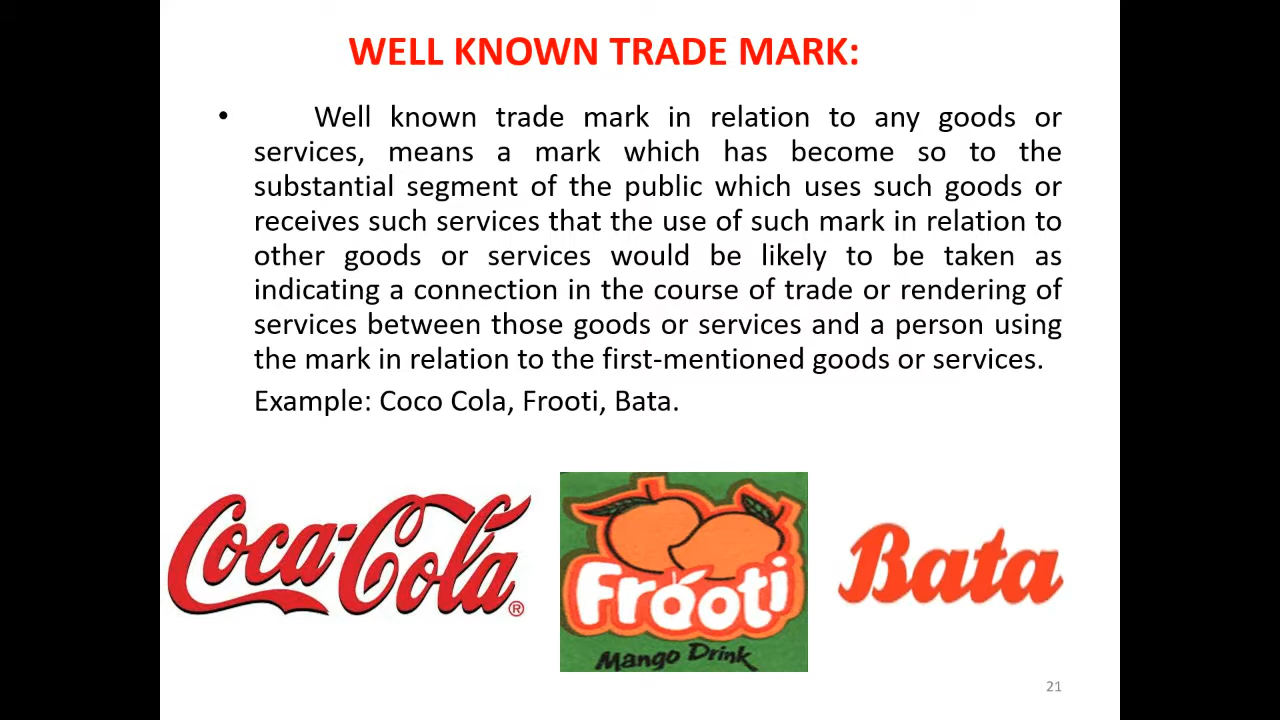 WELL KNOWN TRADE MARK:
• Well known trade mark in relation to any goods or
services, means a mark which has become so to the
substantial segment of the public which uses such goods or
receives such services that the use of such mark in relation to
other goods or services would be likely to be taken as
indicating a connection in the course of trade or rendering of
services between those goods or services and a person using
the mark in relation to the first-mentioned goods or services.
Example: Coco Cola, Frooti, Bata.
Coca-Cola ®
Frooti
Mango Drink
Bata
21